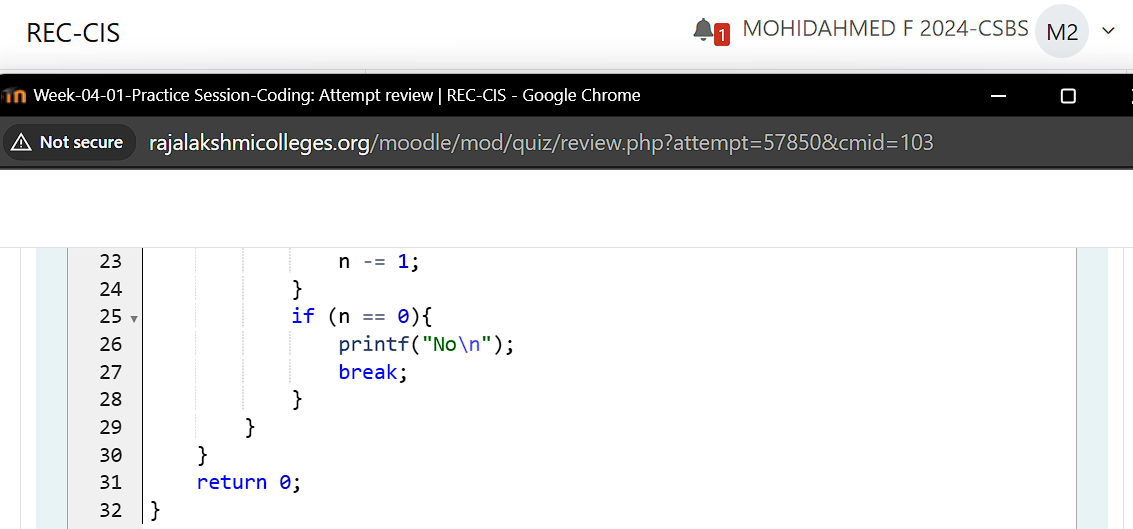 REC-CIS
1 MOHIDAHMED F 2024-CSBS M2
Week-04-01-Practice Session-Coding: Attempt review | REC-CIS - Google Chrome
Not secure rajalakshmicolleges.org/moodle/mod/quiz/review.php?attempt=57850&cmid=103
23 n -= 1;
24 }
25 if (n == 0){
26 printf("No\n");
27 break;
28 }
29 }
30 }
31 return 0;
32 }